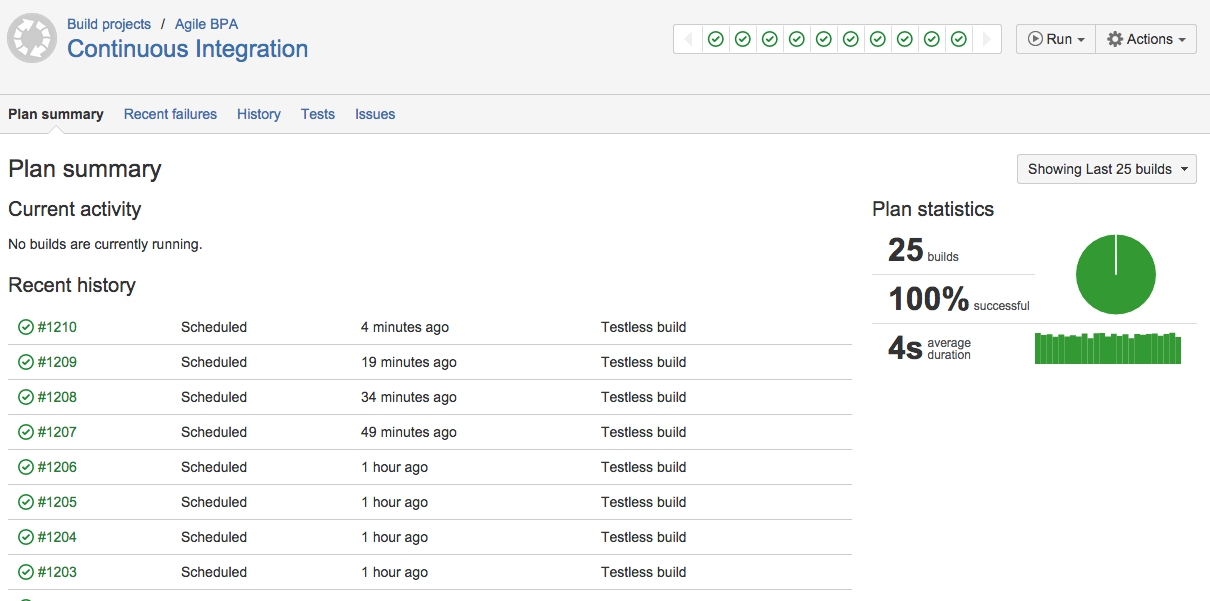 Build projects / Agile BPA
Continuous Integration
Run
Actions
Plan summary Recent failures History Tests Issues
Plan summary
Showing Last 25 builds
Current activity
No builds are currently running.
Recent history
#1210 Scheduled 4 minutes ago Testless build
#1209 Scheduled 19 minutes ago Testless build
#1208 Scheduled 34 minutes ago Testless build
#1207 Scheduled 49 minutes ago Testless build
#1206 Scheduled 1 hour ago Testless build
#1205 Scheduled 1 hour ago Testless build
#1204 Scheduled 1 hour ago Testless build
#1203 Scheduled 1 hour ago Testless build
Plan statistics
25 builds
100% successful
4s average
duration